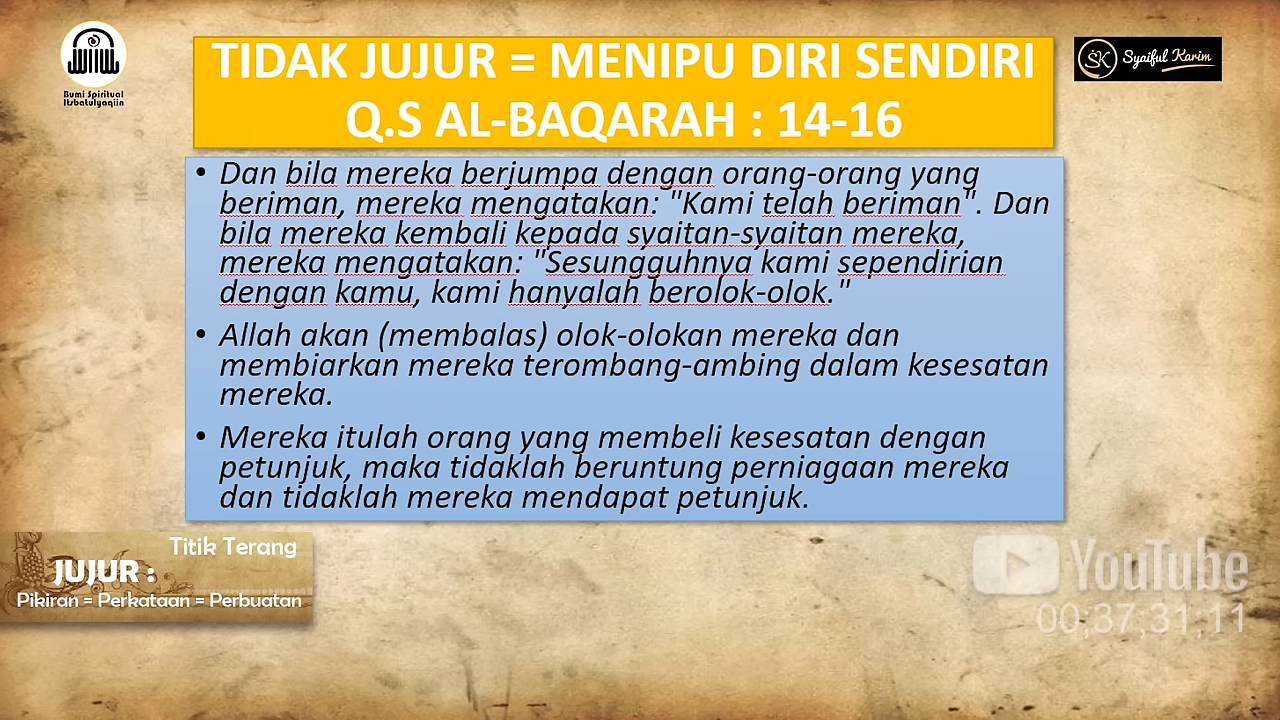 Bumi Spiritual
Itsbatulyaqiin
TIDAK JUJUR = MENIPU DIRI SENDIRI
Q.S AL-BAQARAH : 14-16
SK Syaiful Karim
• Dan bila mereka berjumpa dengan orang-orang yang
beriman, mereka mengatakan: "Kami telah beriman". Dan
bila mereka kembali kepada syaitan-syaitan mereka,
mereka mengatakan: "Sesungguhnya kami sependirian
dengan kamu, kami hanyalah berolok-olok."
• Allah akan (membalas) olok-olokan mereka dan
membiarkan mereka terombang-ambing dalam kesesatan
mereka.
• Mereka itulah orang yang membeli kesesatan dengan
petunjuk, maka tidaklah beruntung perniagaan mereka
dan tidaklah mereka mendapat petunjuk.
Titik Terang
JUJUR :
Pikiran = Perkataan = Perbuatan
YouTube
00;37;31;11